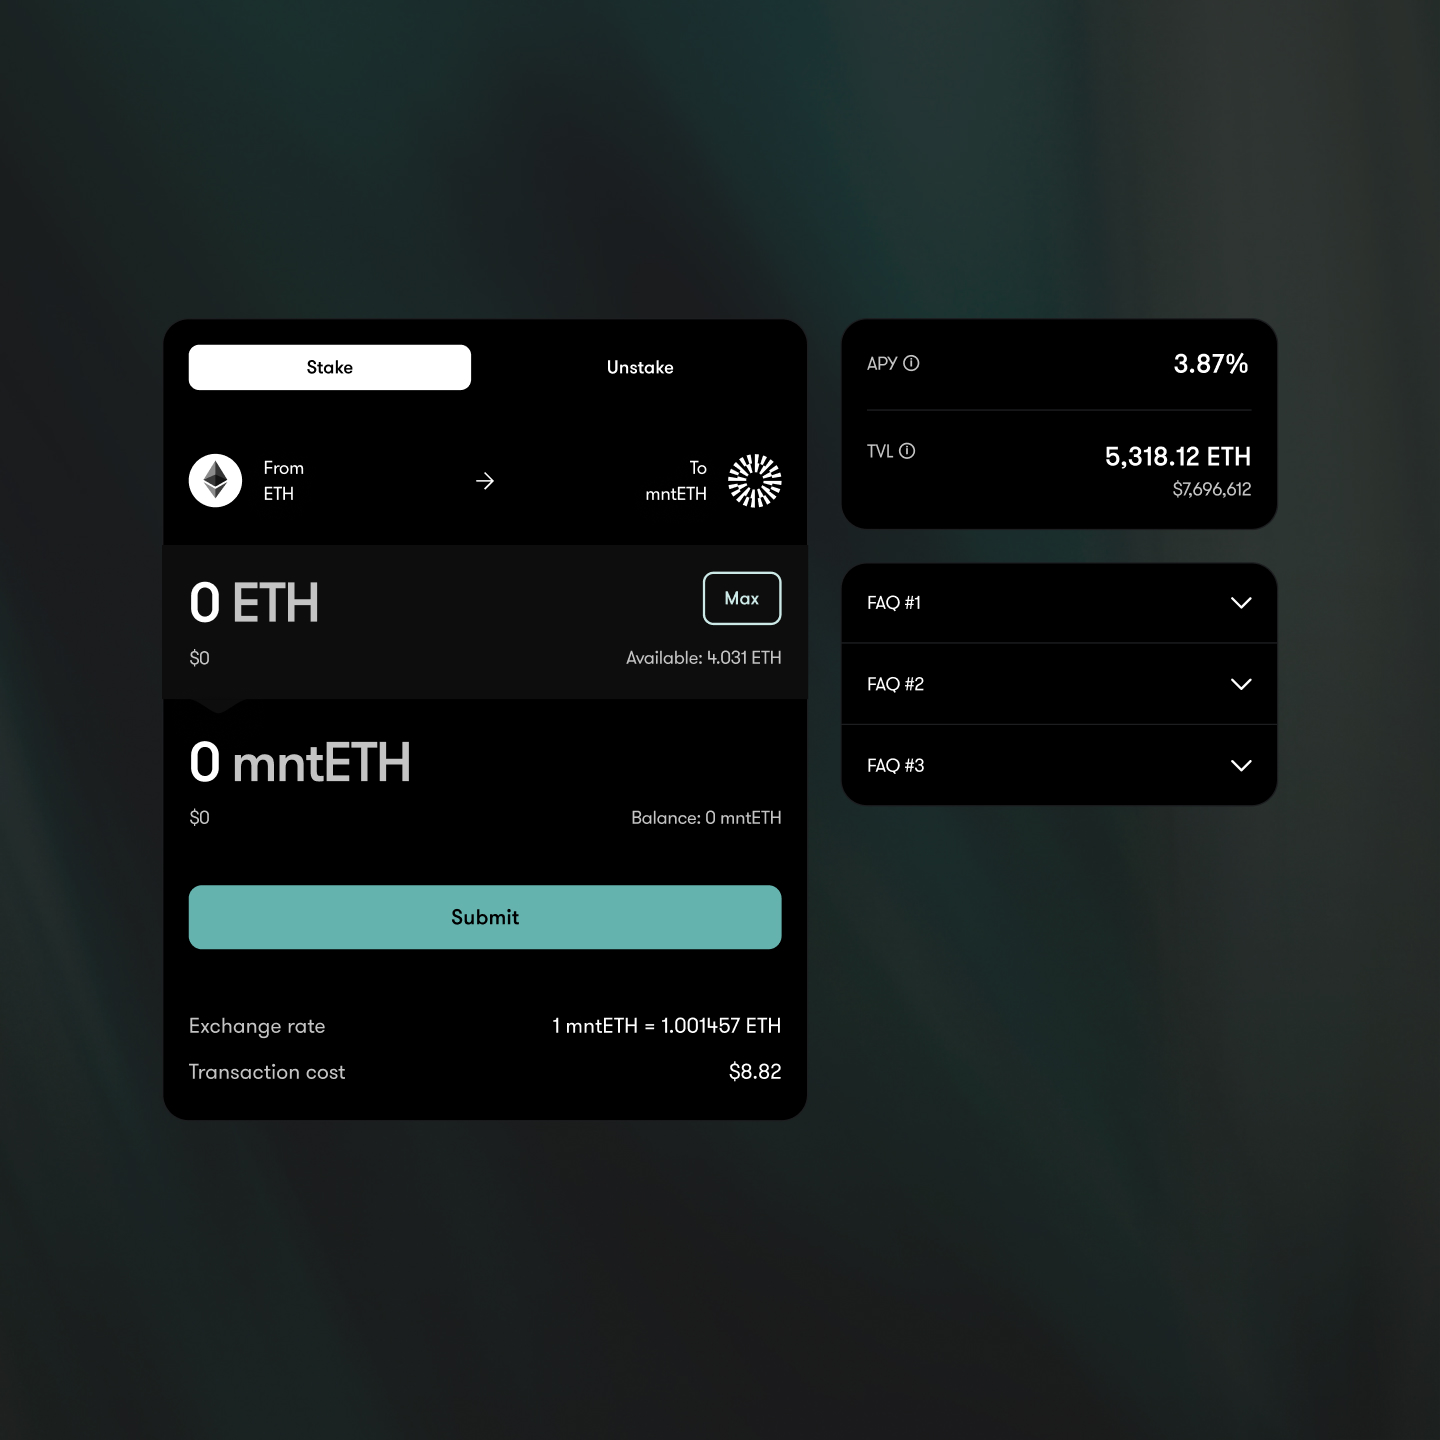 Stake
Unstake
From
ETH
To
mntETH
0 ETH
Max
$0
Available: 4.031 ETH
0 mntETH
$0
Balance: 0 mntETH
Submit
Exchange rate
1 mntETH = 1.001457 ETH
Transaction cost
$8.82
APY
3.87%
TVL
5,318.12 ETH
$7,696,612
FAQ #1
FAQ #2
FAQ #3